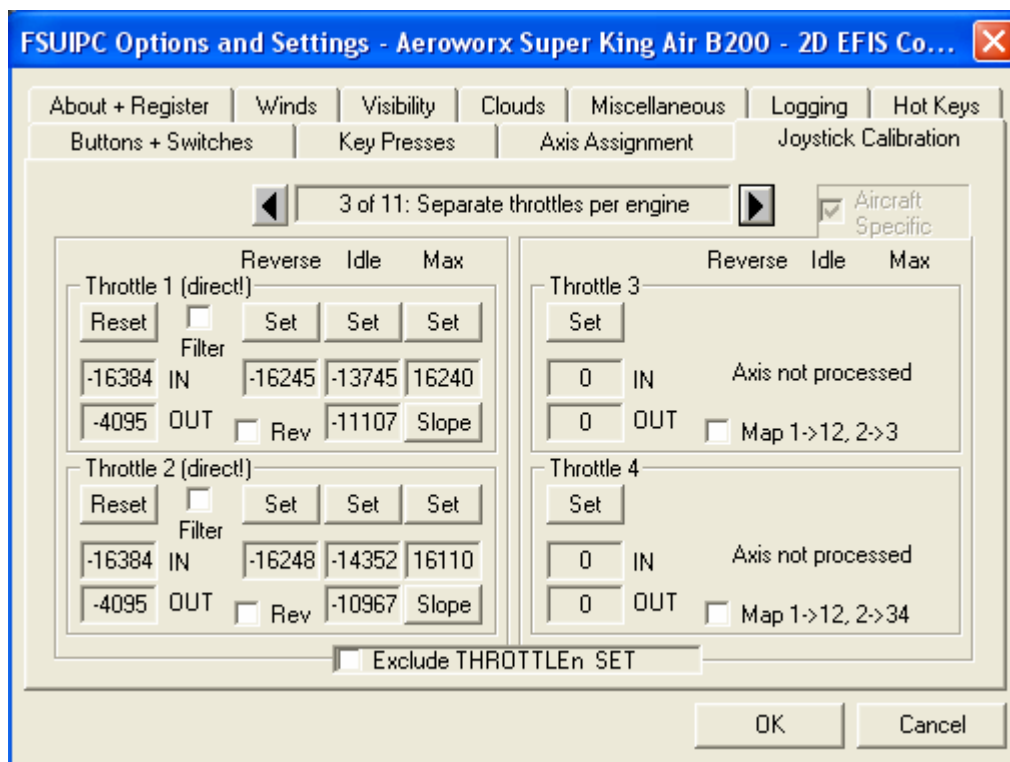 FSUIPC Options and Settings - Aeroworx Super King Air B200 - 2D EFIS Co...
About + Register Winds Visibility Clouds Miscellaneous Logging Hot Keys
Buttons + Switches Key Presses Axis Assignment Joystick Calibration
3 of 11: Separate throttles per engine
Aircraft
Specific
Reverse Idle Max
Throttle 1 (direct!)
Reset Set Set Set
Filter
-16384 IN -16245 -13745 16240
-4095 OUT Rev -11107 Slope
Throttle 2 (direct!)
Reset Set Set Set
Filter
-16384 IN -16248 -14352 16110
-4095 OUT Rev -10967 Slope
Reverse Idle Max
Throttle 3
Set
0 IN Axis not processed
0 OUT Map 1->12, 2->3
Throttle 4
Set
0 IN Axis not processed
0 OUT Map 1->12, 2->34
Exclude THROTTLEn SET
OK Cancel